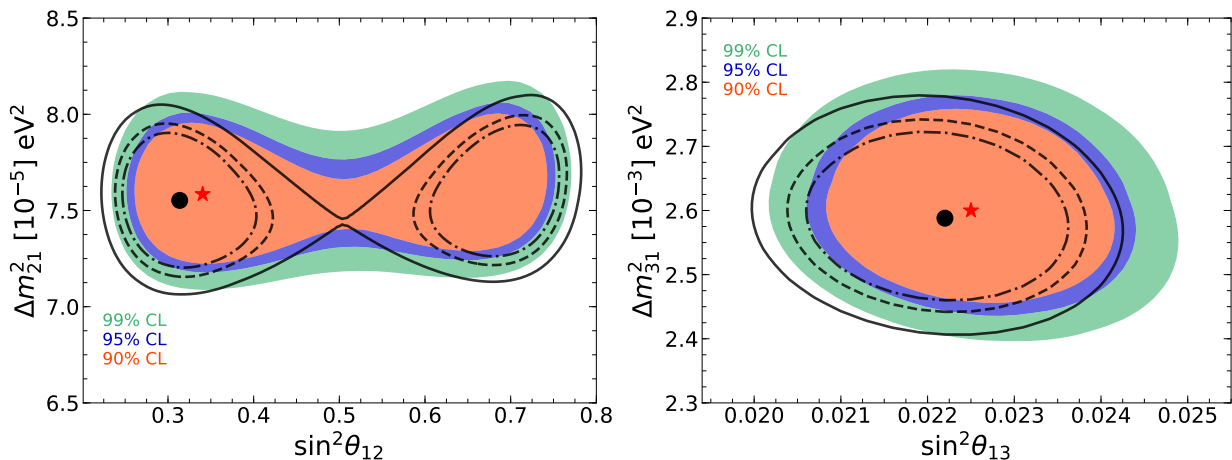 8.5
8.0
7.5
7.0
6.5
Δm²₂₁ [10⁻⁵] eV²
99% CL
95% CL
90% CL
0.3 0.4 0.5 0.6 0.7 0.8
sin²θ₁₂
2.9
2.8
2.7
2.6
2.5
2.4
2.3
Δm²₃₁ [10⁻³] eV²
99% CL
95% CL
90% CL
0.020 0.021 0.022 0.023 0.024 0.025
sin²θ₁₃